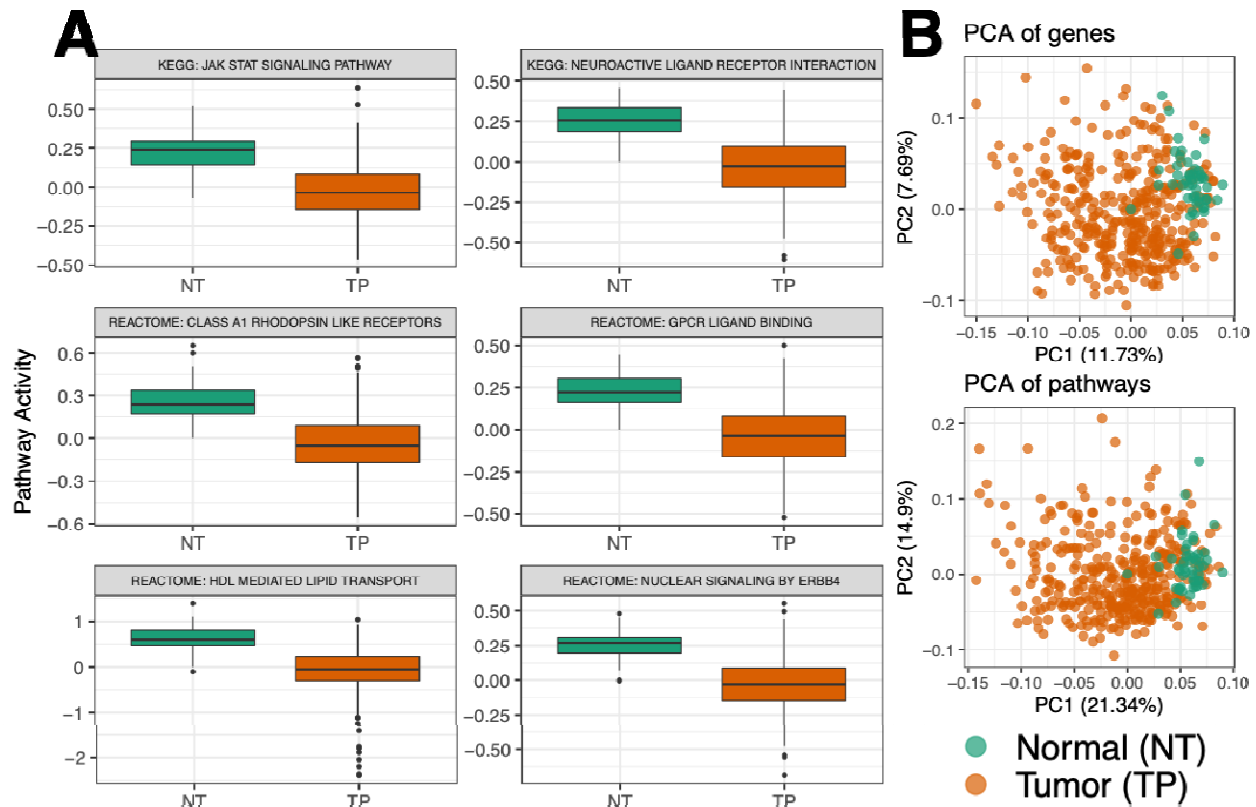 A
KEGG: JAK STAT SIGNALING PATHWAY
0.50
0.25
0.00
−0.25
−0.50
NT
TP
KEGG: NEUROACTIVE LIGAND RECEPTOR INTERACTION
0.50
0.25
0.00
−0.25
−0.50
NT
TP
Pathway Activity
REACTOME: CLASS A1 RHODOPSIN LIKE RECEPTORS
0.6
0.3
0.0
−0.3
−0.6
NT
TP
REACTOME: GPCR LIGAND BINDING
0.50
0.25
0.00
−0.25
−0.50
NT
TP
REACTOME: HDL MEDIATED LIPID TRANSPORT
1
0
−1
−2
NT
TP
REACTOME: NUCLEAR SIGNALING BY ERBB4
0.50
0.25
0.00
−0.25
−0.50
NT
TP
B
PCA of genes
PC2 (7.69%)
0.1
0.0
−0.1
−0.15 −0.10 −0.05 0.00 0.05 0.10
PC1 (11.73%)
PCA of pathways
PC2 (14.9%)
0.2
0.1
0.0
−0.1
−0.15 −0.10 −0.05 0.00 0.05 0.10
PC1 (21.34%)
Normal (NT)
Tumor (TP)